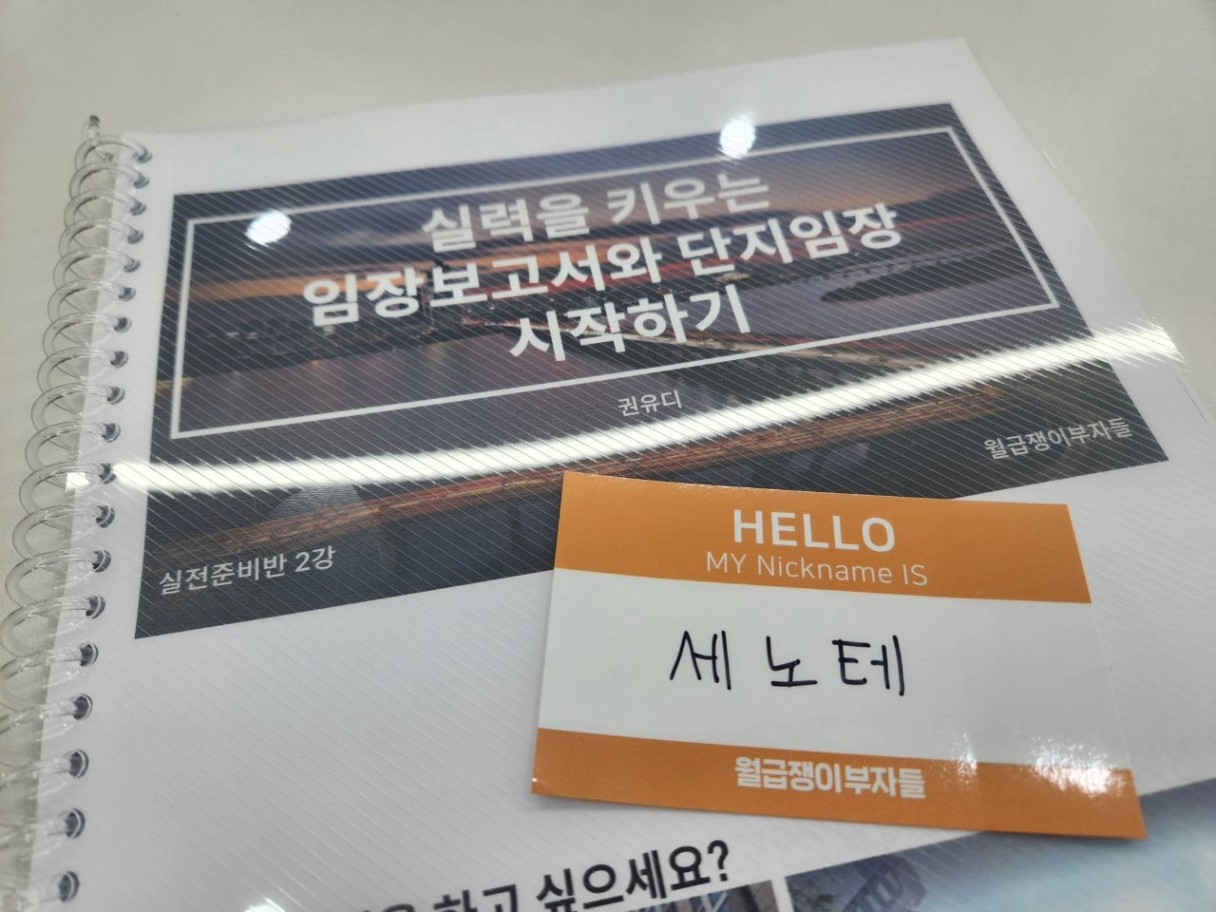 실력을 키우는
임장보고서와 단지임장
시작하기
권유디
월급쟁이부자들
실전준비반 2강
HELLO
MY Nickname IS
세노테
월급쟁이부자들
하고 싶으세요?